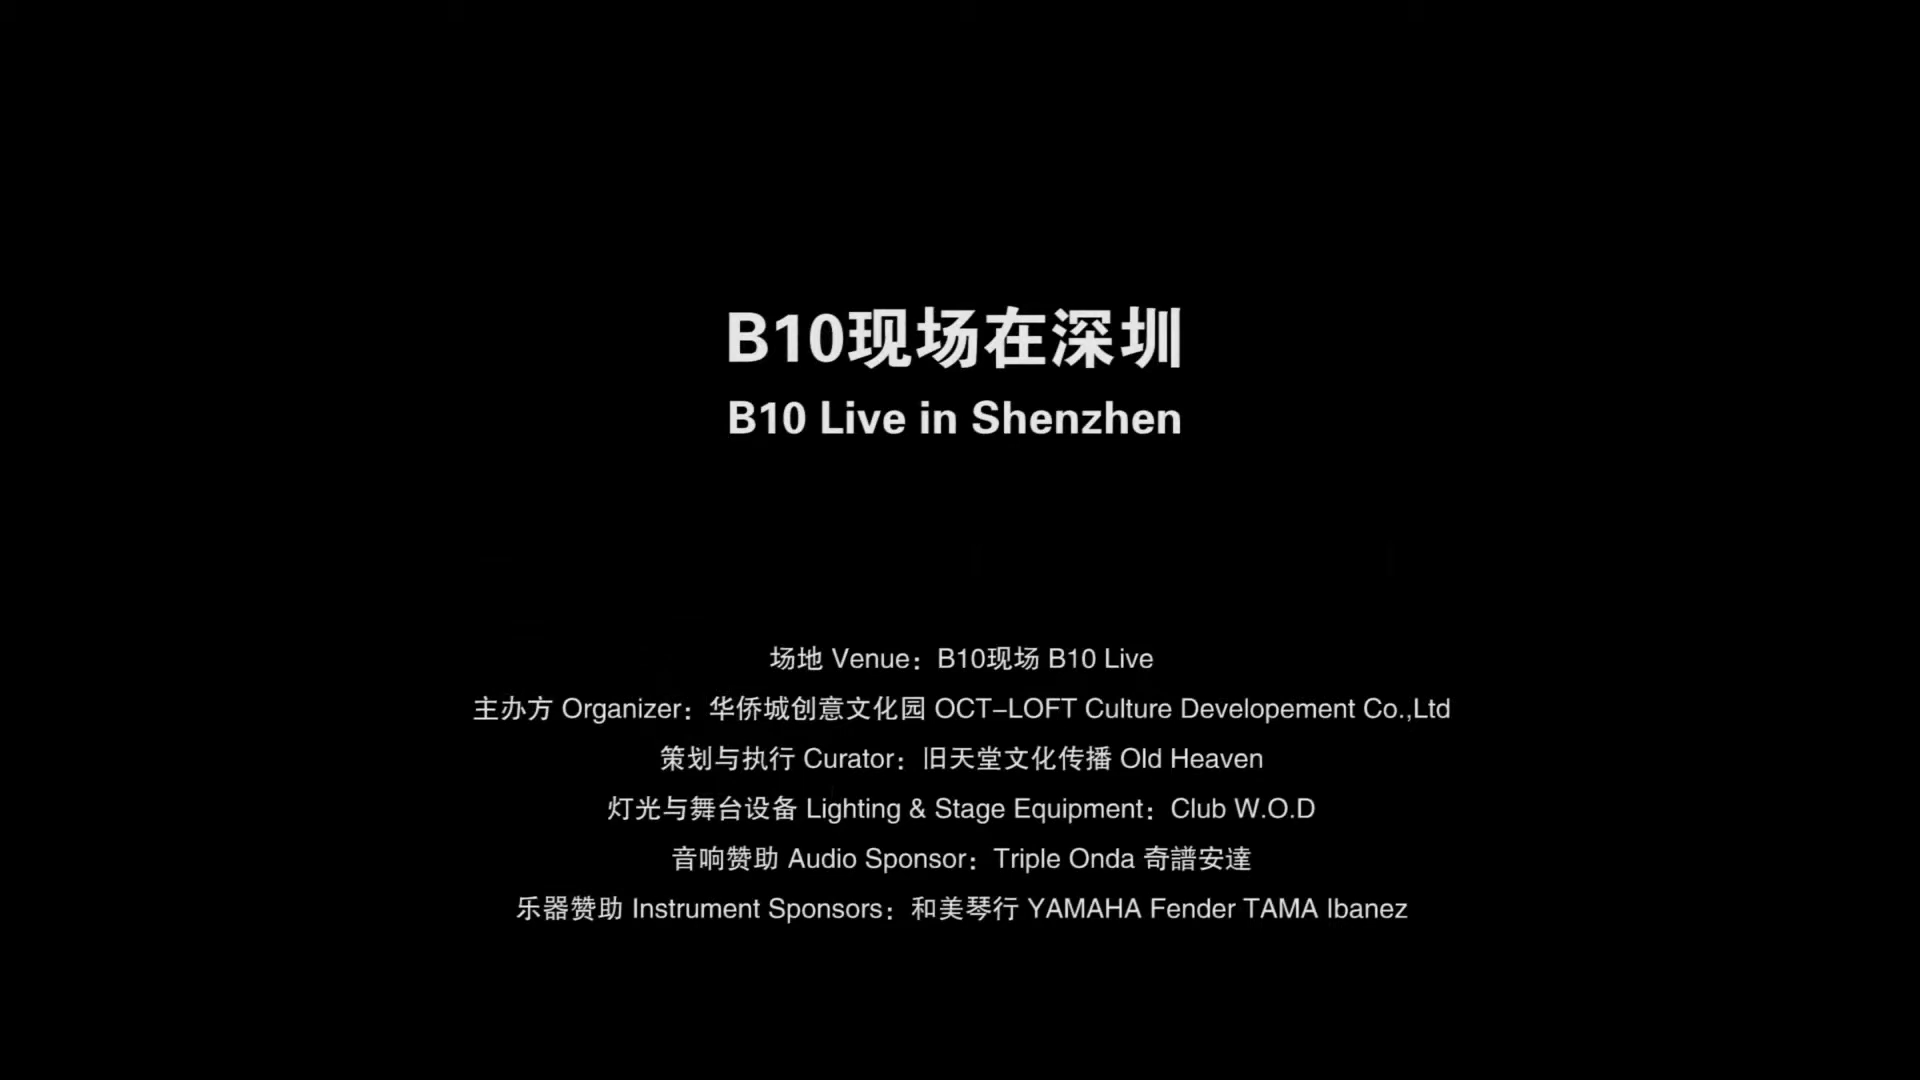 B10现场在深圳
B10 Live in Shenzhen
场地 Venue：B10现场 B10 Live
主办方 Organizer：华侨城创意文化园 OCT-LOFT Culture Developement Co.,Ltd
策划与执行 Curator：旧天堂文化传播 Old Heaven
灯光与舞台设备 Lighting & Stage Equipment：Club W.O.D
音响赞助 Audio Sponsor：Triple Onda 奇譜安達
乐器赞助 Instrument Sponsors：和美琴行 YAMAHA Fender TAMA Ibanez